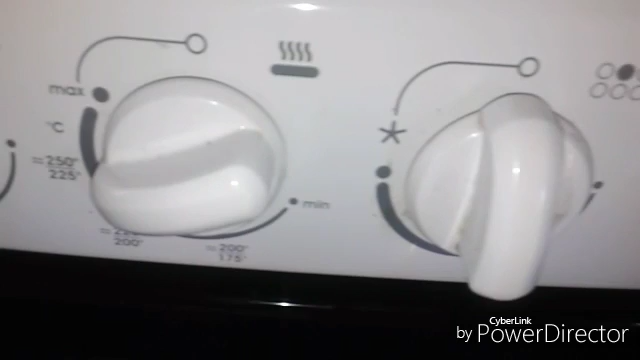 max
°C
≈250°
225°
min
200°
≈200°
175°
CyberLink
by PowerDirector